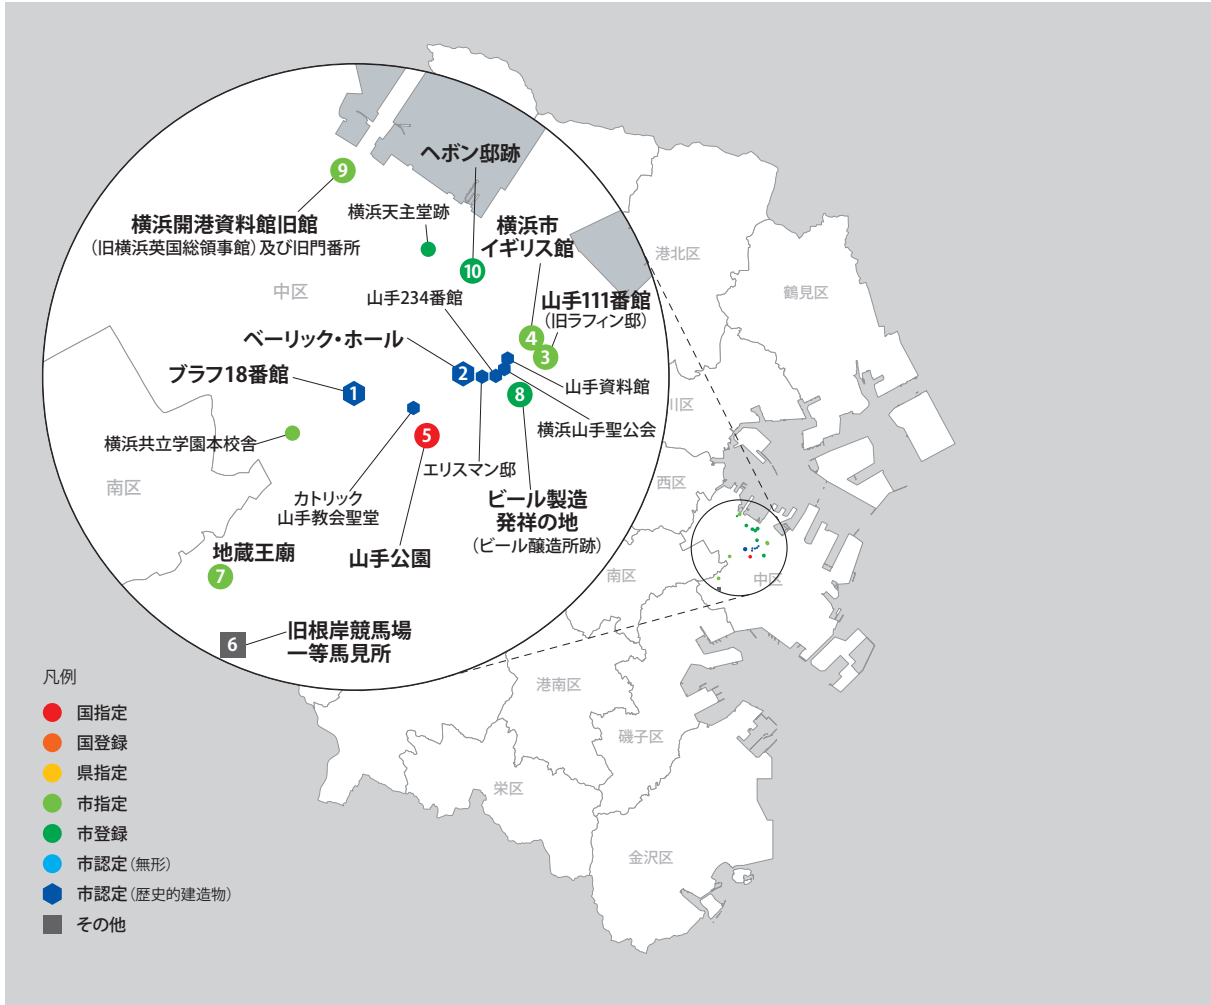 ヘボン邸跡
9
横浜天主堂跡
横浜開港資料館旧館
(旧横浜英国総領事館)及び旧門番所
横浜市
イギリス館
港北区
10
中区
鶴見区
山手234番館
山手111番館
(旧ラフィン邸)
ベーリック・ホール
4
3
ブラフ18番館
2
1
山手資料館
8
川区
横浜山手聖公会
横浜共立学園本校舎
5
エリスマン邸
西区
南区
カトリック
山手教会聖堂
ビール製造
発祥の地
(ビール醸造所跡)
地蔵王廟
山手公園
7
南区
中区
6
旧根岸競馬場
一等馬見所
港南区
磯子区
栄区
金沢区
凡例
国指定
国登録
県指定
市指定
市登録
市認定(無形)
市認定(歴史的建造物)
その他